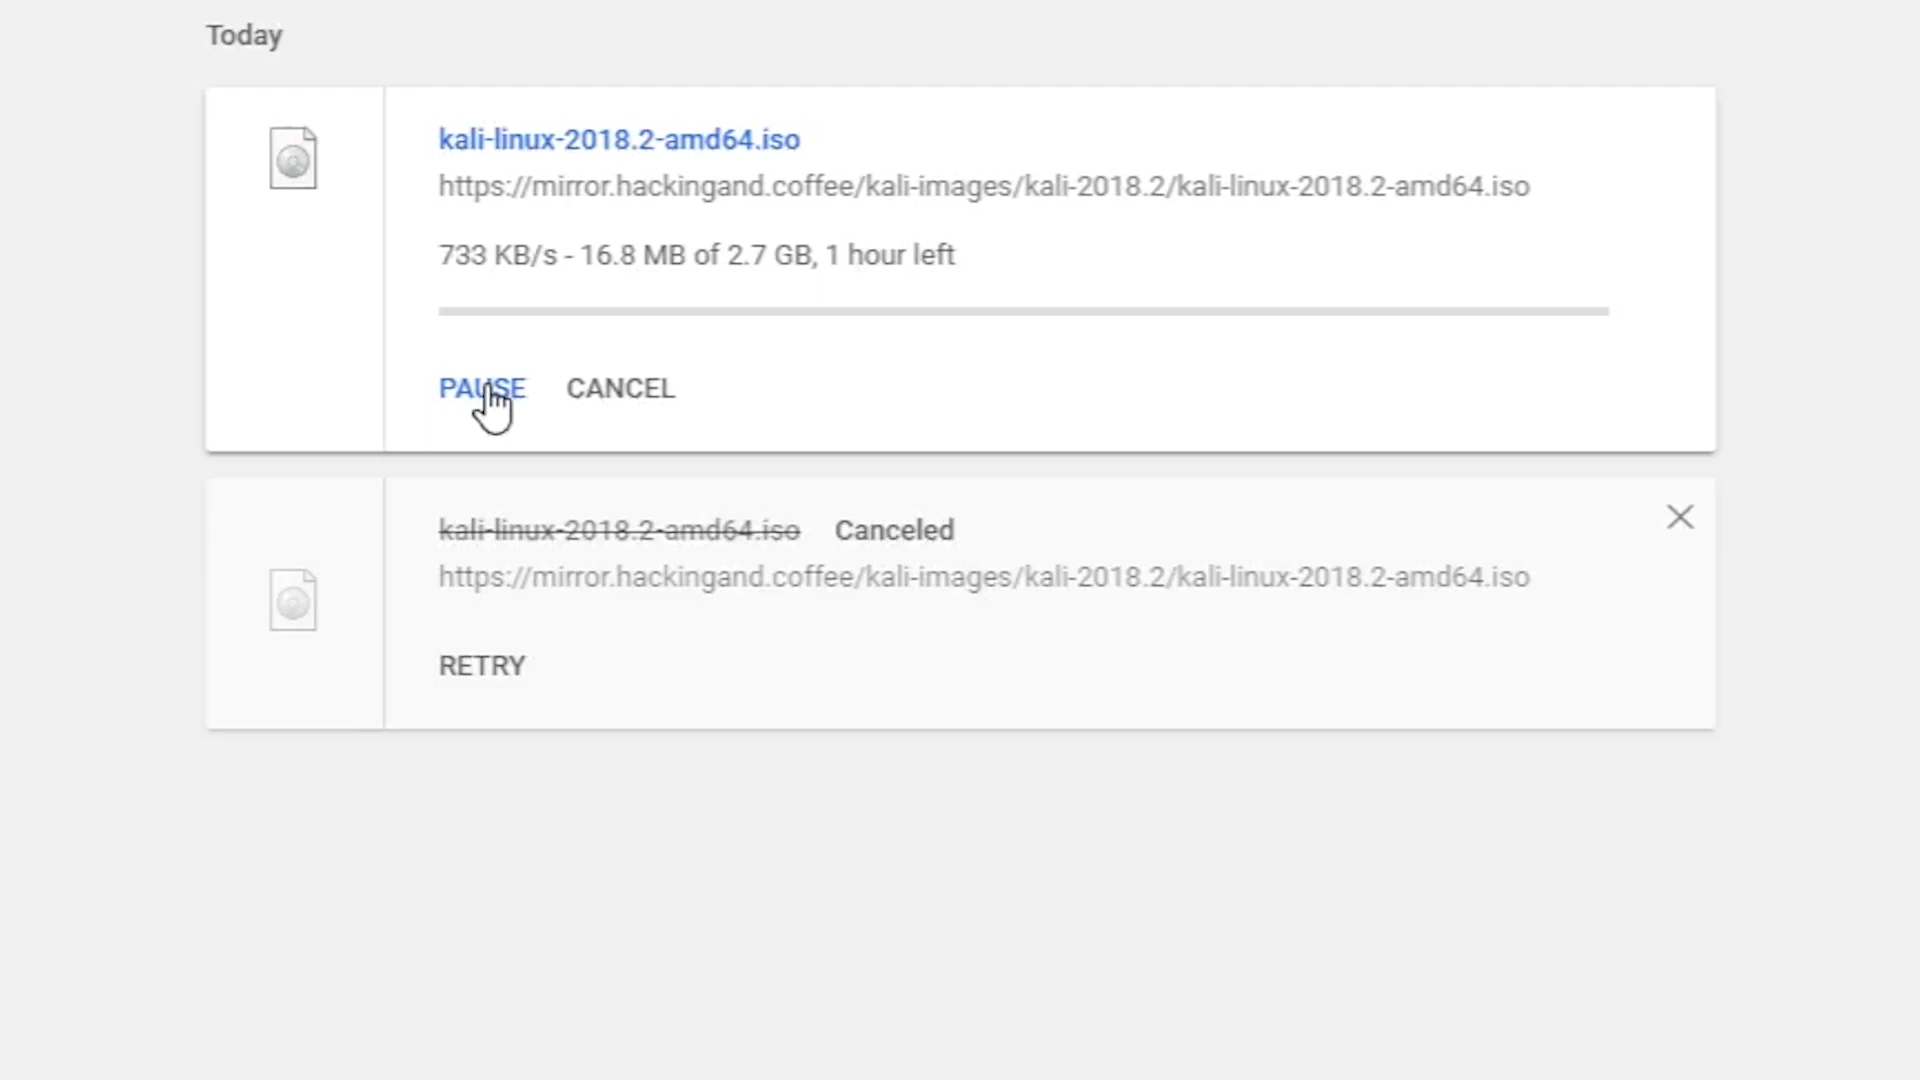 Today
kali-linux-2018.2-amd64.iso
https://mirror.hackingand.coffee/kali-images/kali-2018.2/kali-linux-2018.2-amd64.iso
733 KB/s - 16.8 MB of 2.7 GB, 1 hour left
PAUSE CANCEL
kali-linux-2018.2-amd64.iso Canceled
https://mirror.hackingand.coffee/kali-images/kali-2018.2/kali-linux-2018.2-amd64.iso
RETRY